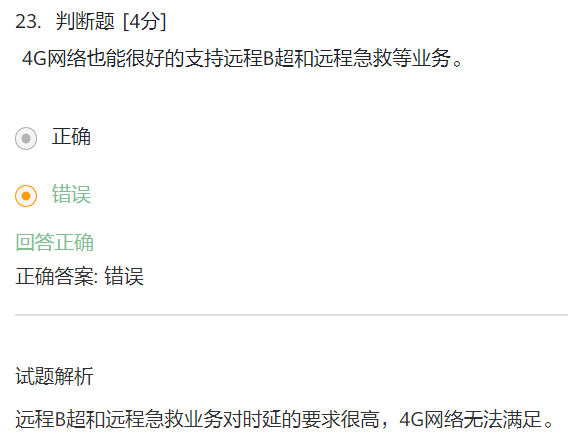 23. 判断题 [4分]
4G网络也能很好的支持远程B超和远程急救等业务。
正确
错误
回答正确
正确答案: 错误
试题解析
远程B超和远程急救业务对时延的要求很高，4G网络无法满足。